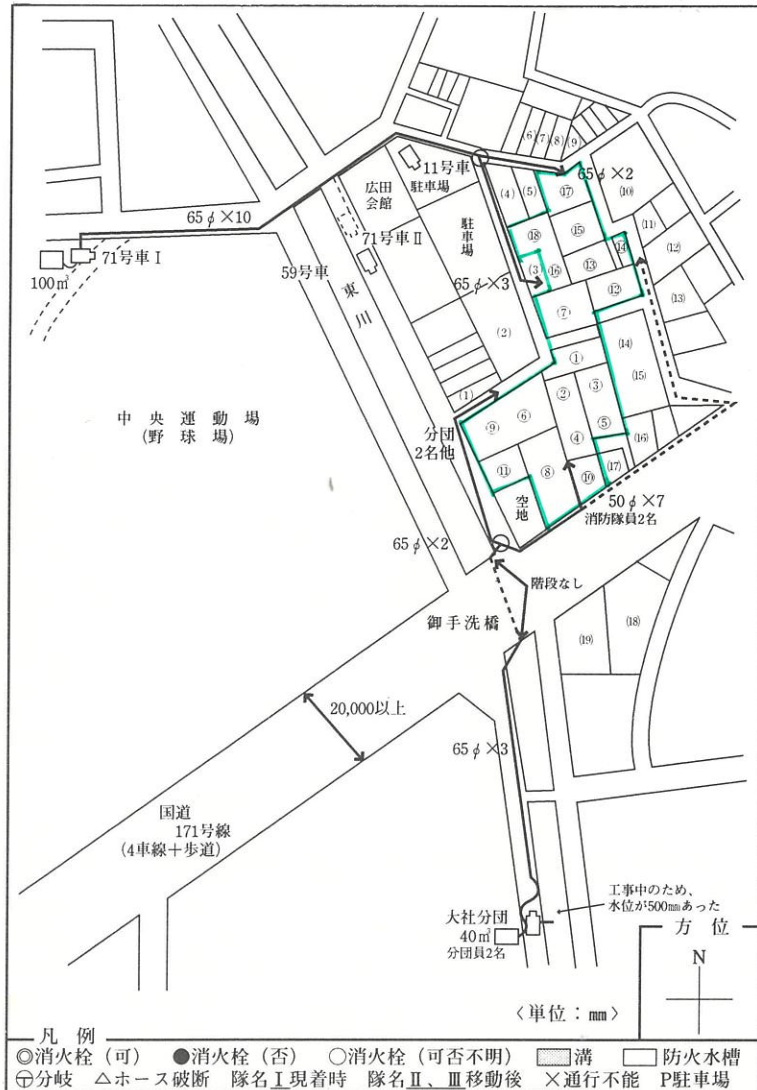 (6)
(7)
(8)
(9)
11号車
広田
会館
駐車場
(4)
(5)
⑰
65φ×2
(10)
65φ×10
71号車Ⅰ
100㎥
59号車
71号車Ⅱ
東川
駐車場
⑱
⑮
(11)
⑭
(12)
(3)
⑯
⑬
65φ×3
⑫
(13)
⑦
(2)
①
(14)
(15)
中央運動場
(野球場)
(1)
②
③
⑨
⑥
分団
2名他
④
⑤
(16)
⑪
⑧
⑩
(17)
空地
50φ×7
消防隊員2名
65φ×2
階段なし
御手洗橋
(19)
(18)
20,000以上
65φ×3
国道
171号線
(4車線+歩道)
工事中のため、
水位が500㎜あった
大社分団
40㎥
分団員2名
方位
N
〈単位:㎜〉
凡例
◎消火栓(可) ●消火栓(否) ○消火栓(可否不明) 溝 防火水槽
分岐 △ホース破断 隊名Ⅰ現着時 隊名Ⅱ、Ⅲ移動後 ×通行不能 P駐車場